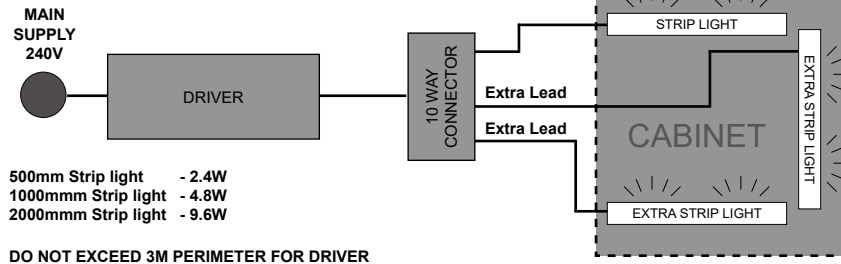 MAIN
SUPPLY
240V
DRIVER
10 WAY
CONNECTOR
Extra Lead
Extra Lead
STRIP LIGHT
EXTRA STRIP LIGHT
CABINET
EXTRA STRIP LIGHT
500mm Strip light - 2.4W
1000mmm Strip light - 4.8W
2000mmm Strip light - 9.6W
DO NOT EXCEED 3M PERIMETER FOR DRIVER